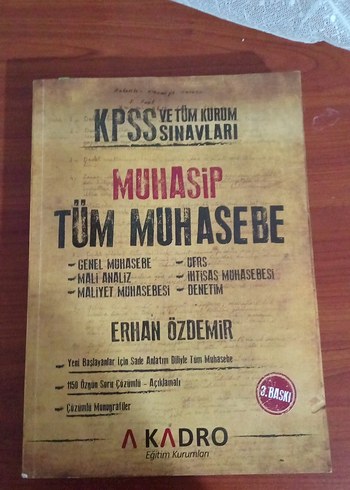 KPSS VE TÜM KURUM SINAVLARI
MUHASİP
TÜM MUHASEBE
- GENEL MUHASEBE
- MALİ ANALİZ
- MALİYET MUHASEBESİ
- UFRS
- İHTİSAS MUHASEBESİ
- DENETİM
ERHAN ÖZDEMİR
- Yeni Başlayanlar İçin Sade Anlatım Diliyle Tüm Muhasebe
- 1150 Özgün Soru Çözümlü - Açıklamalı
- Çözümlü Monografiler
3. BASKI
A KADRO
Eğitim Kurumları